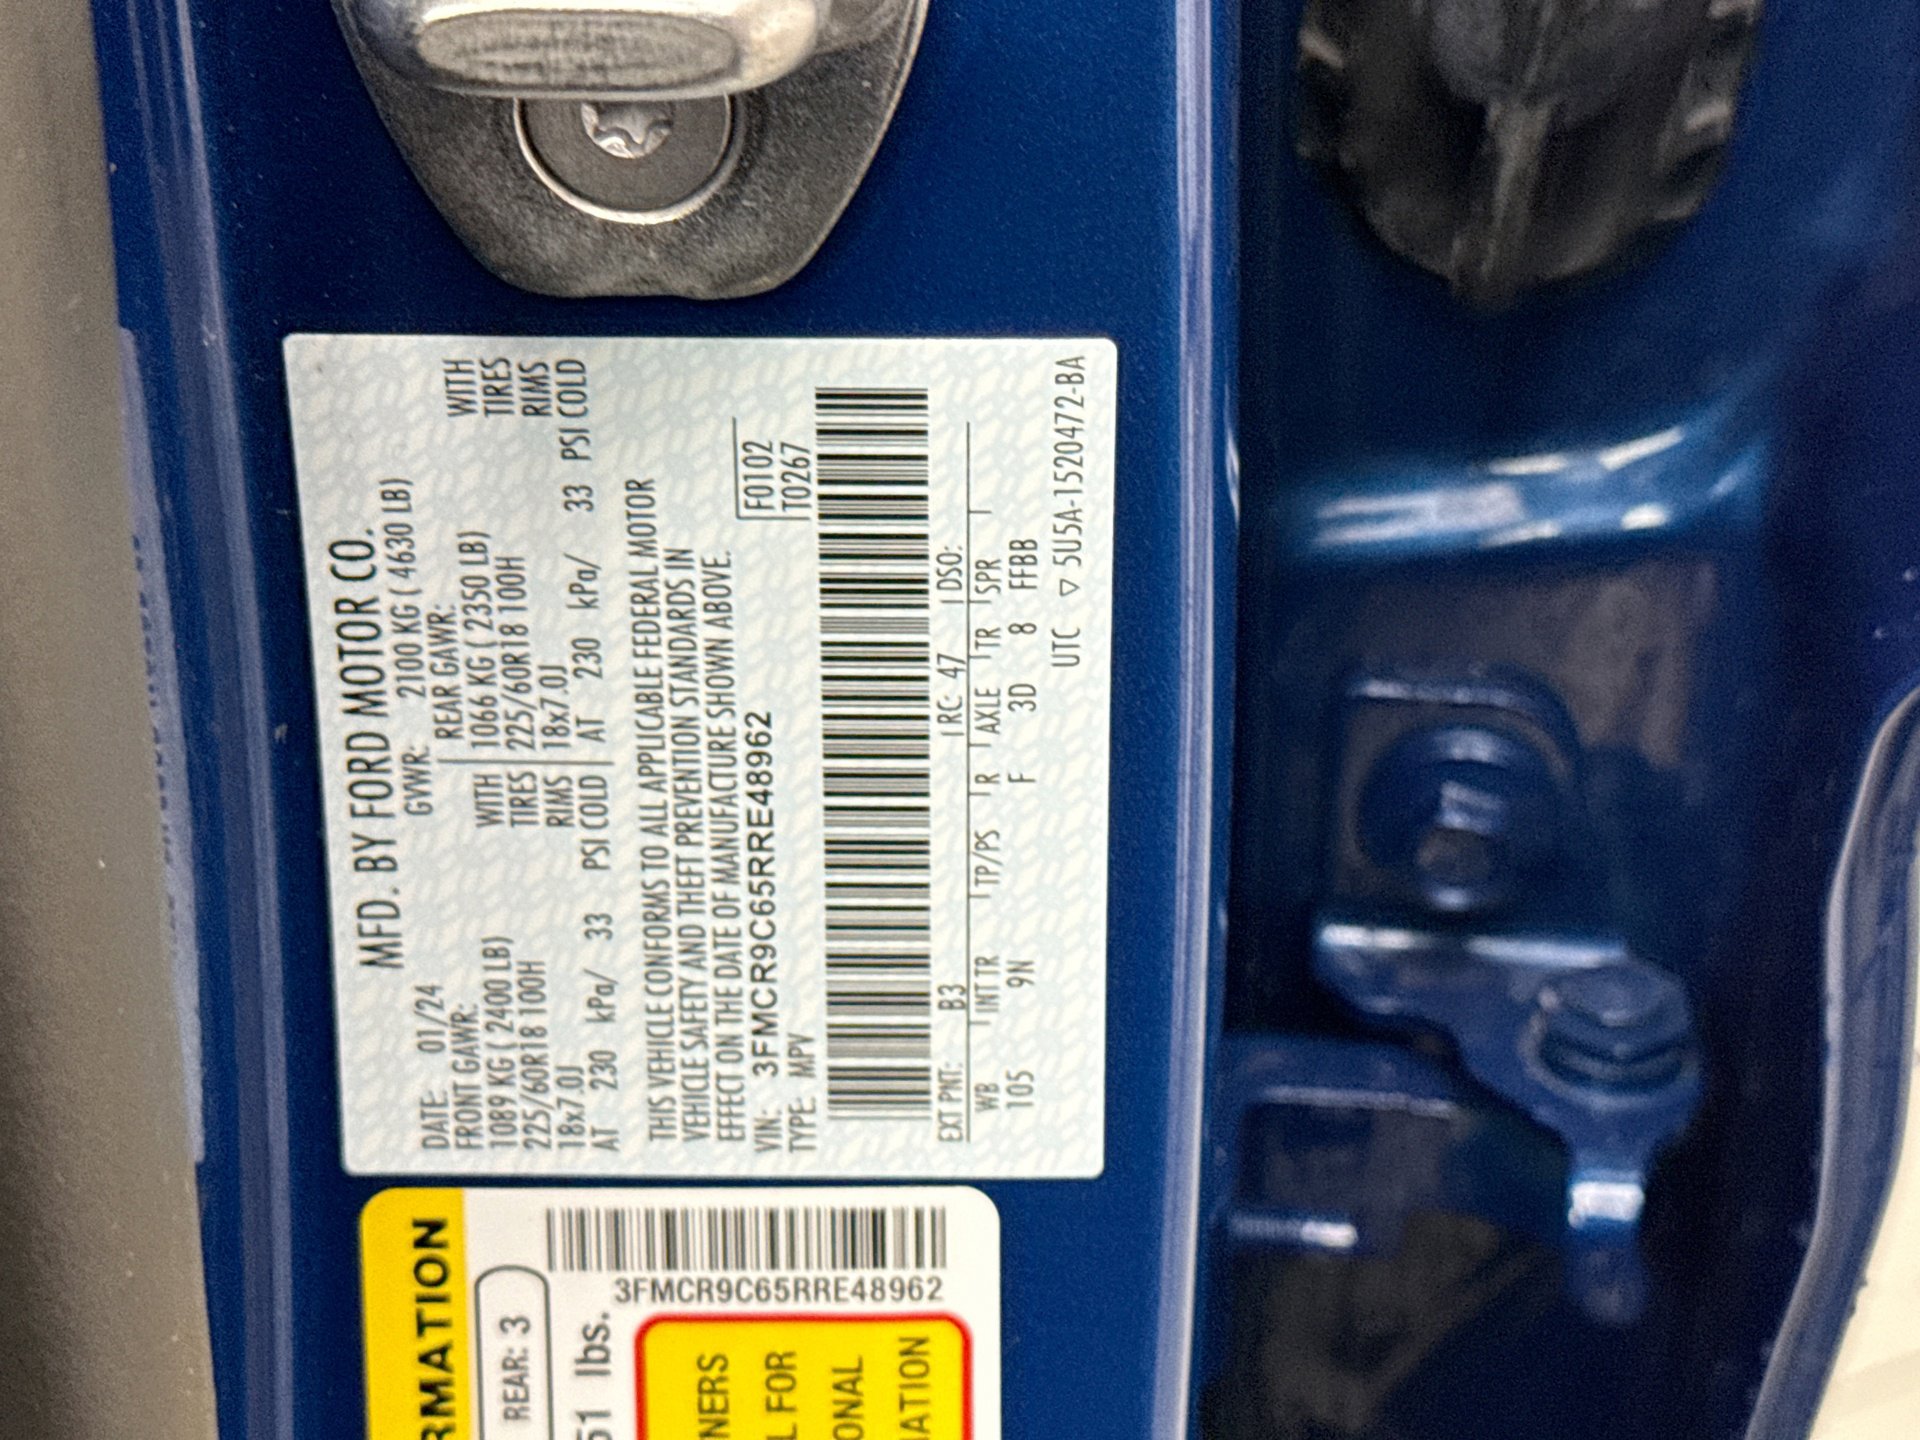 MFD. BY FORD MOTOR CO.
DATE: 01/24 GVWR: 2100 KG ( 4630 LB)
FRONT GAWR: REAR GAWR:
1089 KG ( 2400 LB) WITH 1066 KG ( 2350 LB) WITH
225/60R18 100H TIRES 225/60R18 100H TIRES
18x7.0J RIMS 18x7.0J RIMS
AT 230 kPa/ 33 PSI COLD AT 230 kPa/ 33 PSI COLD
THIS VEHICLE CONFORMS TO ALL APPLICABLE FEDERAL MOTOR
VEHICLE SAFETY AND THEFT PREVENTION STANDARDS IN
EFFECT ON THE DATE OF MANUFACTURE SHOWN ABOVE.
VIN: 3FMCR9C65RRE48962 F0102
TYPE: MPV T0267
EXT PNT: B3 RC: 47 DSO:
WB INT TR TP/PS R AXLE TR SPR
105 9N F 3D 8 FFBB
UTC ▽ 5U5A-1520472-BA
RMATION
REAR: 3
51 lbs.
3FMCR9C65RRE48962
NERS
L FOR
ONAL
ATION